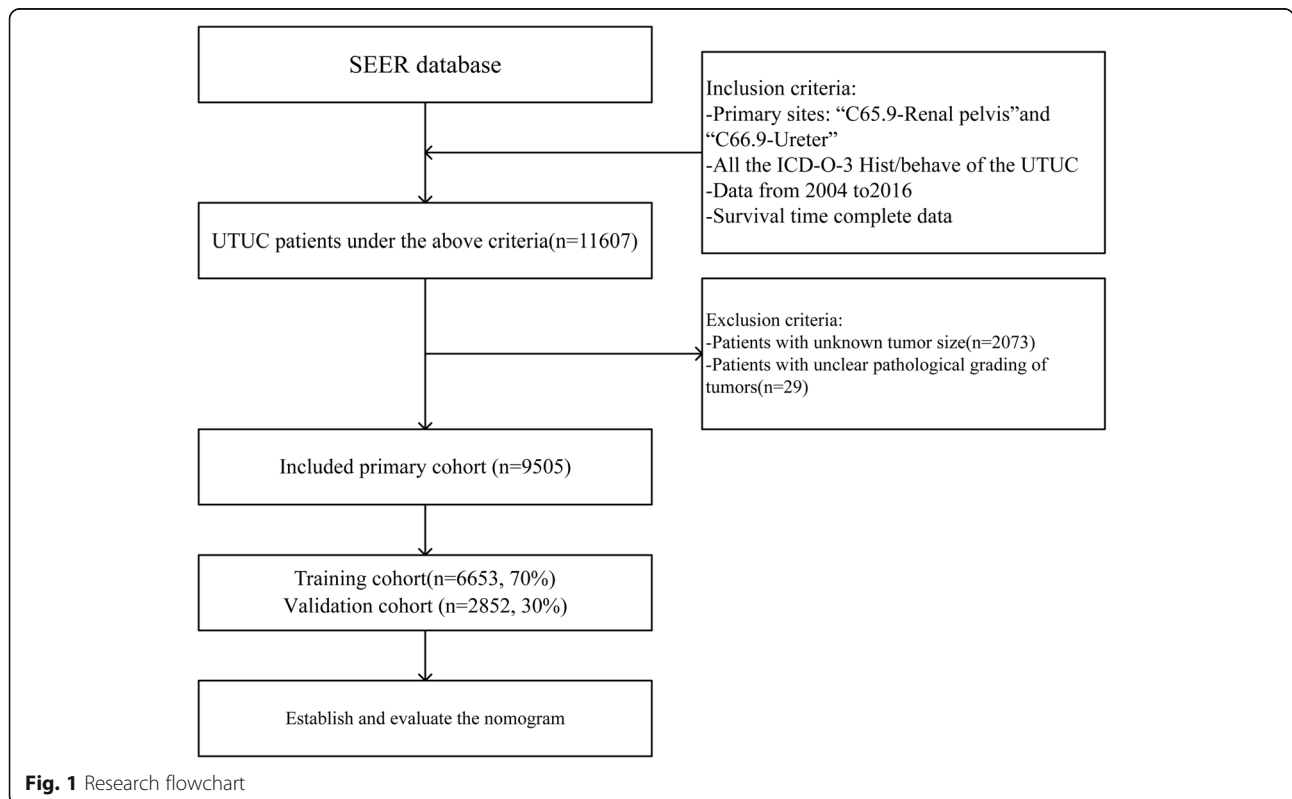 SEER database
Inclusion criteria:
-Primary sites: “C65.9-Renal pelvis”and
“C66.9-Ureter”
-All the ICD-O-3 Hist/behave of the UTUC
-Data from 2004 to2016
-Survival time complete data
UTUC patients under the above criteria(n=11607)
Exclusion criteria:
-Patients with unknown tumor size(n=2073)
-Patients with unclear pathological grading of
tumors(n=29)
Included primary cohort (n=9505)
Training cohort(n=6653, 70%)
Validation cohort (n=2852, 30%)
Establish and evaluate the nomogram
Fig. 1 Research flowchart